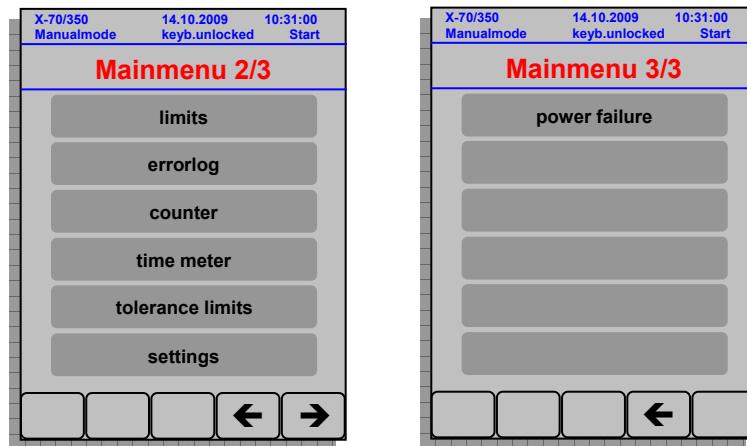 X-70/350 14.10.2009 10:31:00
Manualmode keyb.unlocked Start
Mainmenu 2/3
limits
errorlog
counter
time meter
tolerance limits
settings
X-70/350 14.10.2009 10:31:00
Manualmode keyb.unlocked Start
Mainmenu 3/3
power failure